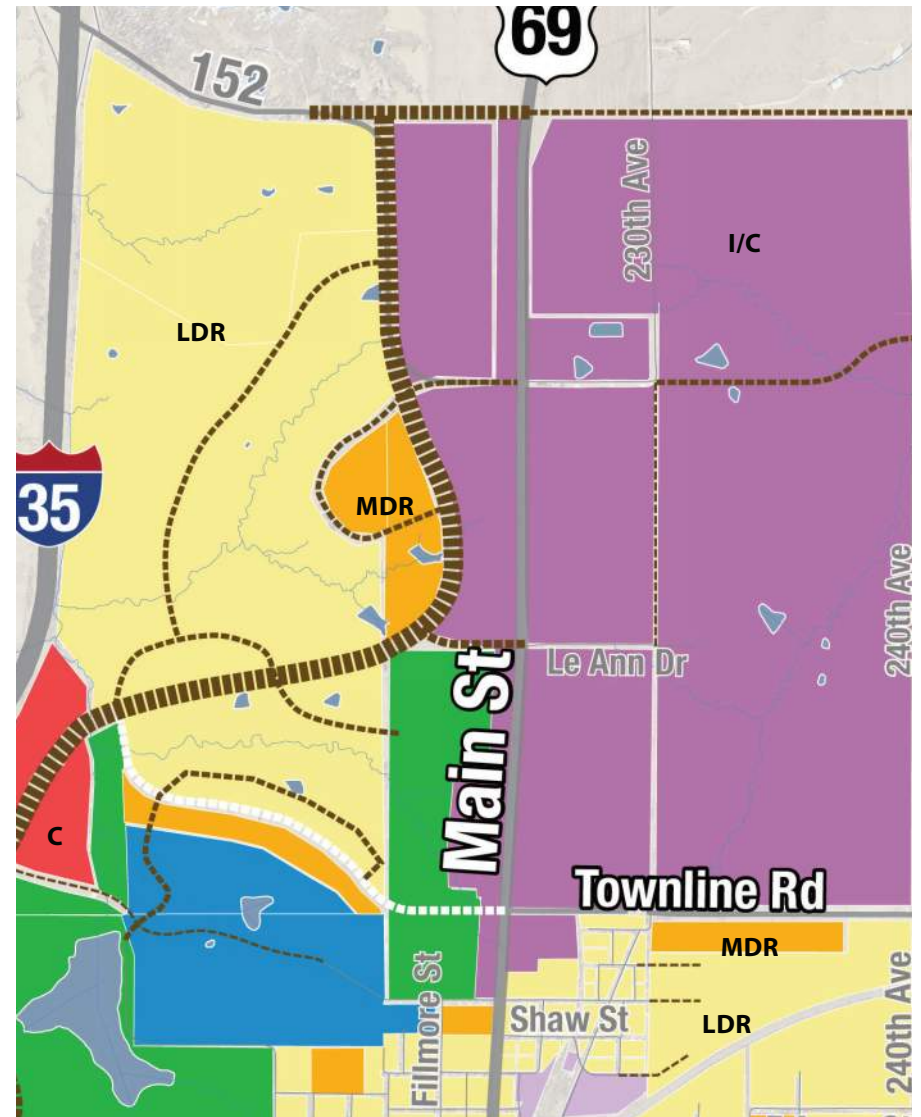 69
152
230th Ave
I/C
LDR
35
MDR
240th Ave
Le Ann Dr
Main St
C
Townline Rd
MDR
Fillmore St
Shaw St
LDR
240th Ave